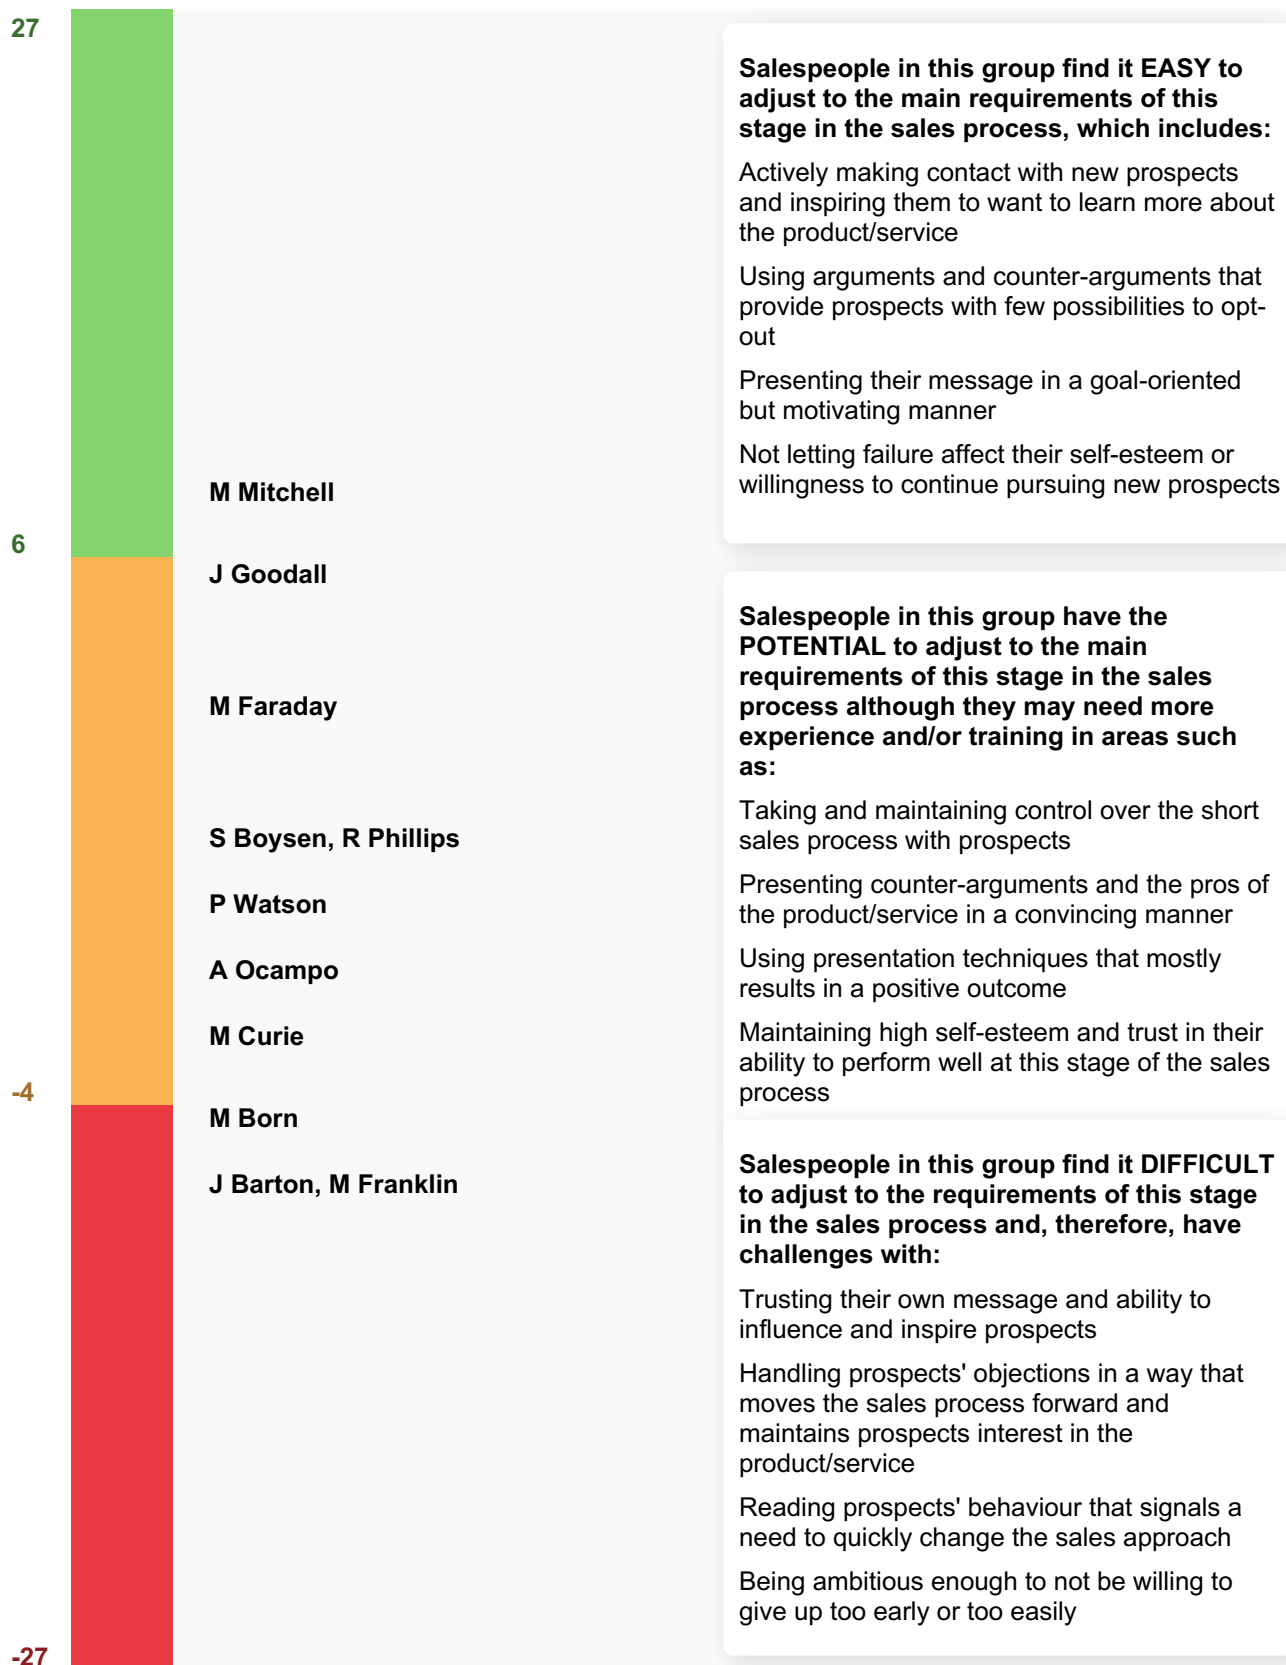 27
Salespeople in this group find it EASY to
adjust to the main requirements of this
stage in the sales process, which includes:
Actively making contact with new prospects
and inspiring them to want to learn more about
the product/service
Using arguments and counter-arguments that
provide prospects with few possibilities to opt-
out
Presenting their message in a goal-oriented
but motivating manner
Not letting failure affect their self-esteem or
willingness to continue pursuing new prospects
M Mitchell
6
J Goodall
M Faraday
S Boysen, R Phillips
P Watson
A Ocampo
M Curie
Salespeople in this group have the
POTENTIAL to adjust to the main
requirements of this stage in the sales
process although they may need more
experience and/or training in areas such
as:
Taking and maintaining control over the short
sales process with prospects
Presenting counter-arguments and the pros of
the product/service in a convincing manner
Using presentation techniques that mostly
results in a positive outcome
Maintaining high self-esteem and trust in their
ability to perform well at this stage of the sales
process
-4
M Born
J Barton, M Franklin
Salespeople in this group find it DIFFICULT
to adjust to the requirements of this stage
in the sales process and, therefore, have
challenges with:
Trusting their own message and ability to
influence and inspire prospects
Handling prospects' objections in a way that
moves the sales process forward and
maintains prospects interest in the
product/service
Reading prospects' behaviour that signals a
need to quickly change the sales approach
Being ambitious enough to not be willing to
give up too early or too easily
-27